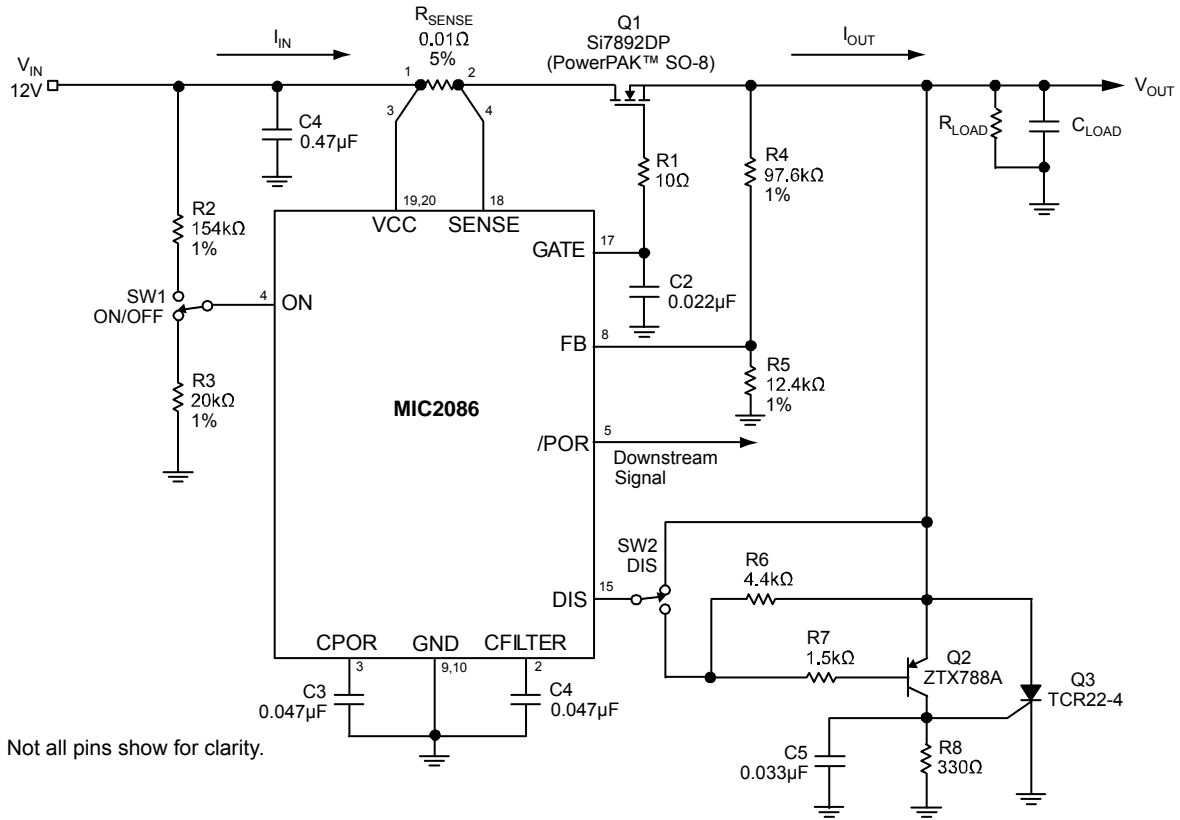 R_SENSE
0.01Ω
5%
I_IN
Q1
Si7892DP
(PowerPAK™ SO-8)
I_OUT
V_IN
12V
1
2
3
4
V_OUT
C4
0.47µF
R_LOAD
C_LOAD
R1
10Ω
R4
97.6kΩ
1%
R2
154kΩ
1%
19,20
18
VCC
SENSE
GATE
17
C2
0.022µF
SW1
ON/OFF
4
ON
FB
8
R3
20kΩ
1%
R5
12.4kΩ
1%
MIC2086
/POR
5
Downstream
Signal
SW2
DIS
DIS
15
R6
4.4kΩ
R7
1.5kΩ
Q2
ZTX788A
Q3
TCR22-4
CPOR
GND
CFILTER
3
9,10
2
C3
0.047µF
C4
0.047µF
Not all pins show for clarity.
C5
0.033µF
R8
330Ω